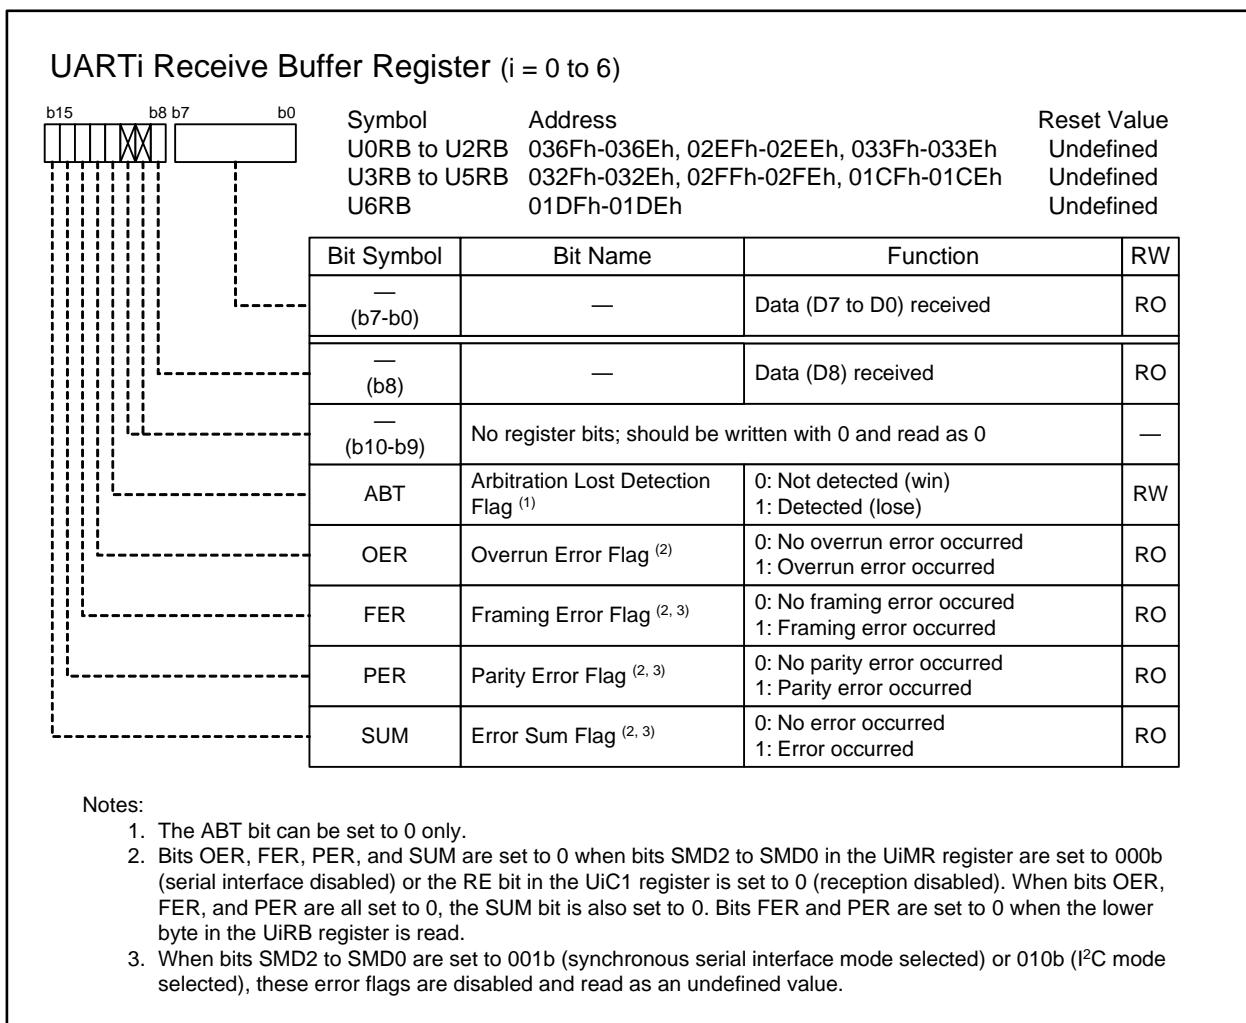 UARTi Receive Buffer Register (i = 0 to 6)
b15 b8 b7 b0
Symbol Address Reset Value
U0RB to U2RB 036Fh-036Eh, 02EFh-02EEh, 033Fh-033Eh Undefined
U3RB to U5RB 032Fh-032Eh, 02FFh-02FEh, 01CFh-01CEh Undefined
U6RB 01DFh-01DEh Undefined
Bit Symbol Bit Name Function RW
—
(b7-b0) — Data (D7 to D0) received RO
—
(b8) — Data (D8) received RO
—
(b10-b9) No register bits; should be written with 0 and read as 0 —
ABT Arbitration Lost Detection Flag (1) 0: Not detected (win)
1: Detected (lose) RW
OER Overrun Error Flag (2) 0: No overrun error occurred
1: Overrun error occurred RO
FER Framing Error Flag (2, 3) 0: No framing error occured
1: Framing error occurred RO
PER Parity Error Flag (2, 3) 0: No parity error occurred
1: Parity error occurred RO
SUM Error Sum Flag (2, 3) 0: No error occurred
1: Error occurred RO
Notes:
1. The ABT bit can be set to 0 only.
2. Bits OER, FER, PER, and SUM are set to 0 when bits SMD2 to SMD0 in the UiMR register are set to 000b
(serial interface disabled) or the RE bit in the UiC1 register is set to 0 (reception disabled). When bits OER,
FER, and PER are all set to 0, the SUM bit is also set to 0. Bits FER and PER are set to 0 when the lower
byte in the UiRB register is read.
3. When bits SMD2 to SMD0 are set to 001b (synchronous serial interface mode selected) or 010b (I²C mode
selected), these error flags are disabled and read as an undefined value.